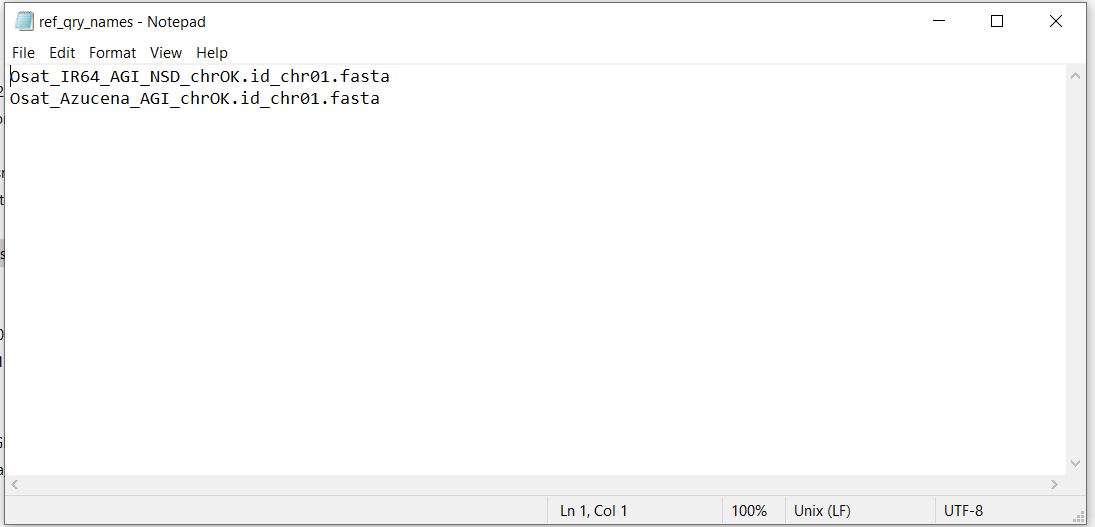 ref_qry_names - Notepad
File Edit Format View Help
Osat_IR64_AGI_NSD_chrOK.id_chr01.fasta
Osat_Azucena_AGI_chrOK.id_chr01.fasta
Ln 1, Col 1 100% Unix (LF) UTF-8